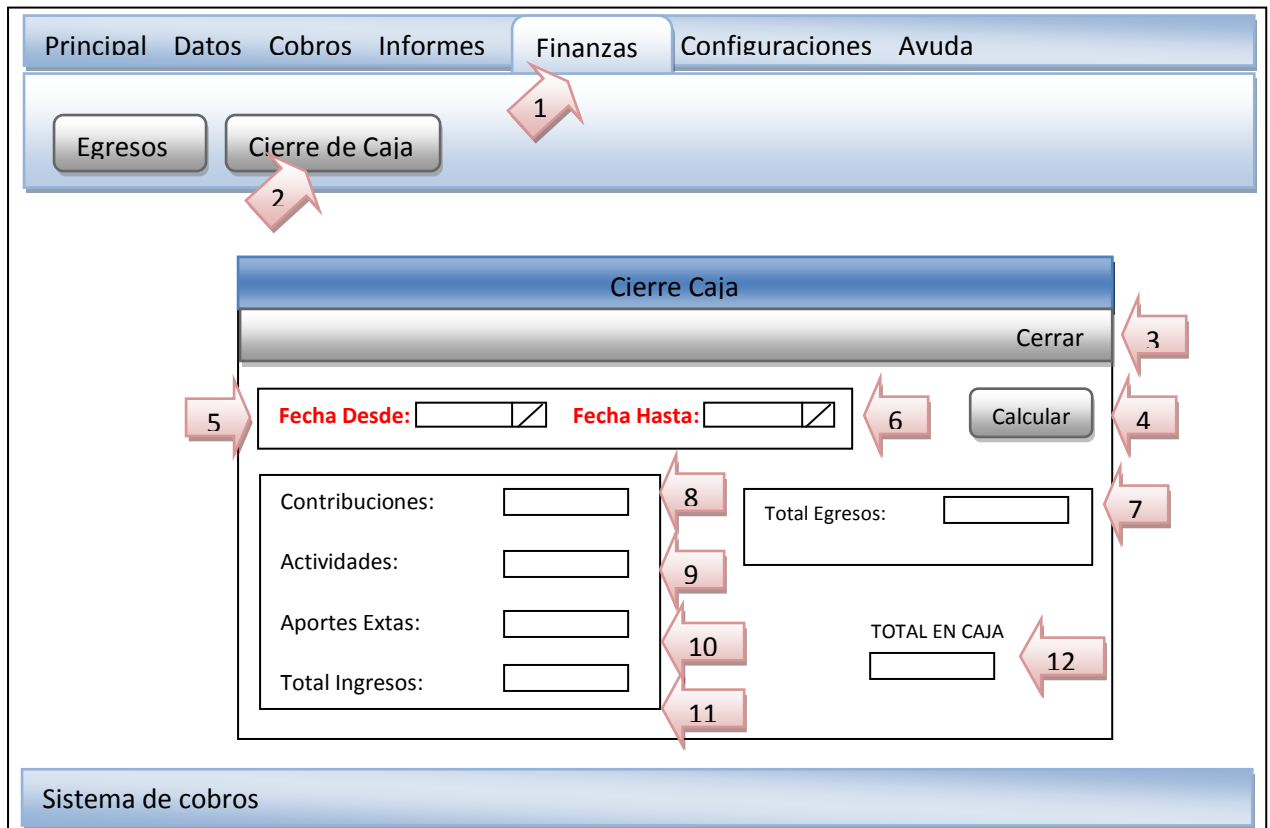 Principal Datos Cobros Informes Finanzas Configuraciones Ayuda
1
Egresos Cierre de Caja
2
Cierre Caja
Cerrar 3
5 Fecha Desde: Fecha Hasta: 6 Calcular 4
Contribuciones: 8 Total Egresos: 7
Actividades: 9
Aportes Extas: 10 TOTAL EN CAJA 12
Total Ingresos: 11
Sistema de cobros